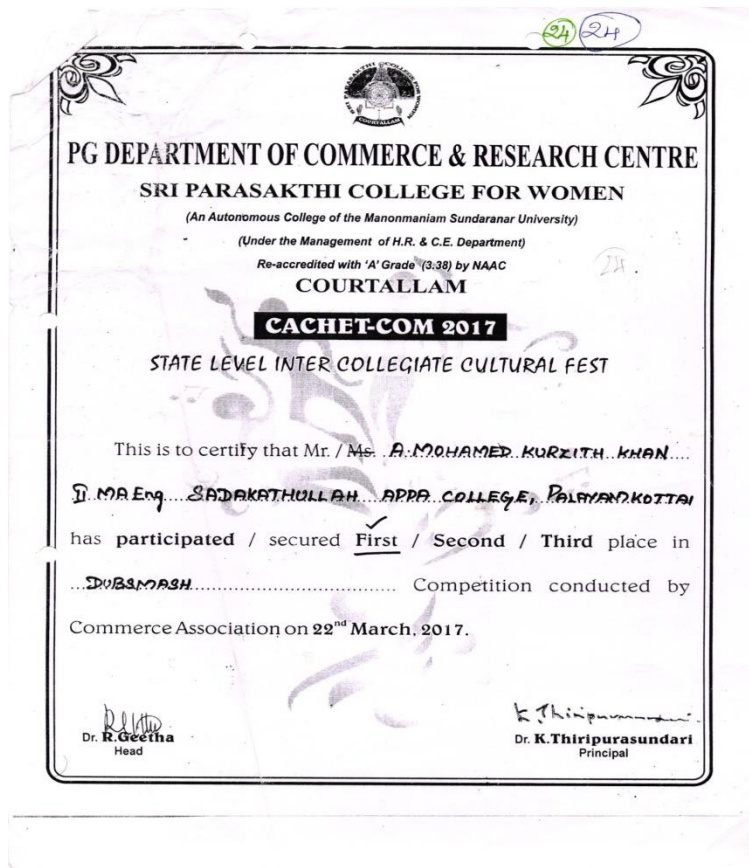 24 24
COURTALLAM
PG DEPARTMENT OF COMMERCE & RESEARCH CENTRE
SRI PARASAKTHI COLLEGE FOR WOMEN
(An Autonomous College of the Manonmaniam Sundaranar University)
(Under the Management of H.R. & C.E. Department)
Re-accredited with 'A' Grade (3.38) by NAAC
24
COURTALLAM
CACHET-COM 2017
STATE LEVEL INTER COLLEGIATE CULTURAL FEST
This is to certify that Mr. / Ms. A. MOHAMED KURZITH KHAN
II MA Eng SADAKATHULLAH APPA COLLEGE, PALAYAMKOTTAI
has participated / secured First / Second / Third place in
DUBSMASH Competition conducted by
Commerce Association on 22nd March, 2017.
K. Thiripurasundari
Dr. R.Geetha
Head
Dr. K.Thiripurasundari
Principal